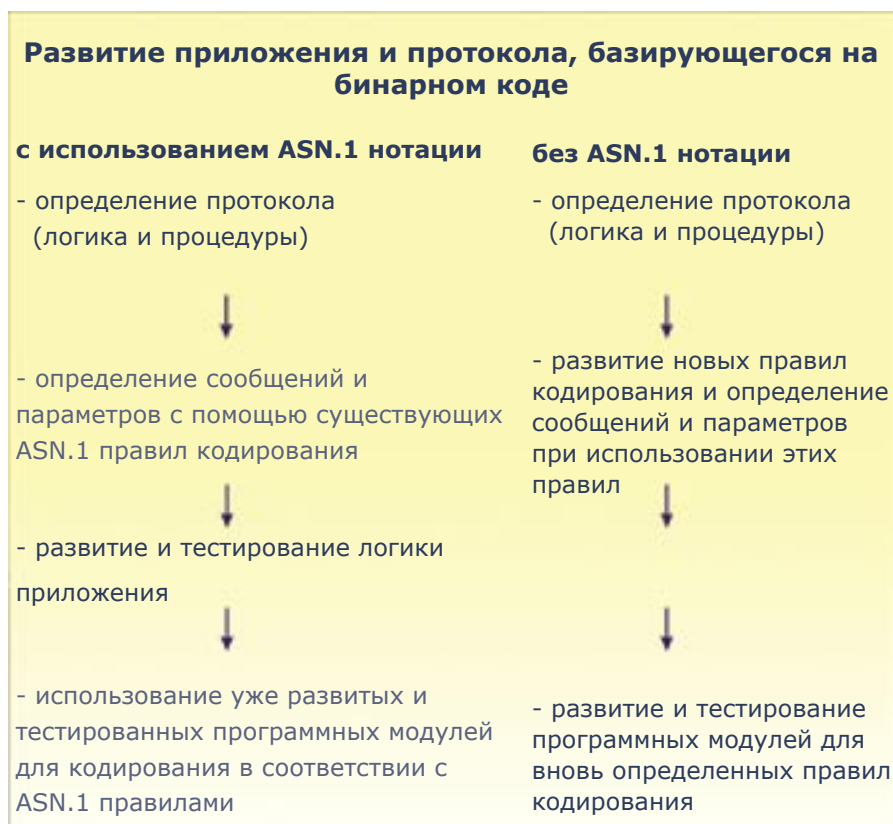 Развитие приложения и протокола, базирующегося на
бинарном коде
с использованием ASN.1 нотации
- определение протокола
(логика и процедуры)
- определение сообщений и
параметров с помощью существующих
ASN.1 правил кодирования
- развитие и тестирование логики
приложения
- использование уже развитых и
тестированных программных модулей
для кодирования в соответствии с
ASN.1 правилами
без ASN.1 нотации
- определение протокола
(логика и процедуры)
- развитие новых правил
кодирования и определение
сообщений и параметров
при использовании этих
правил
- развитие и тестирование
программных модулей для
вновь определенных правил
кодирования